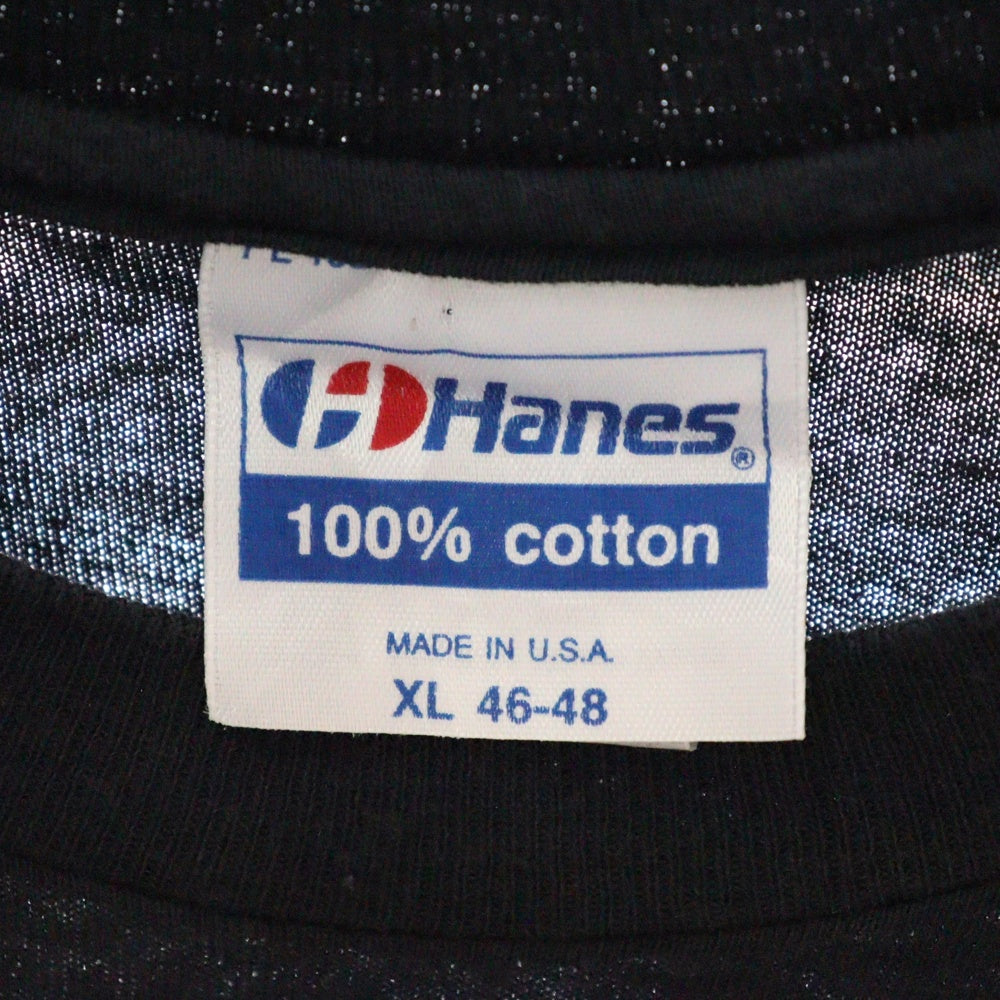 Hanes®
100% cotton
MADE IN U.S.A.
XL 46-48